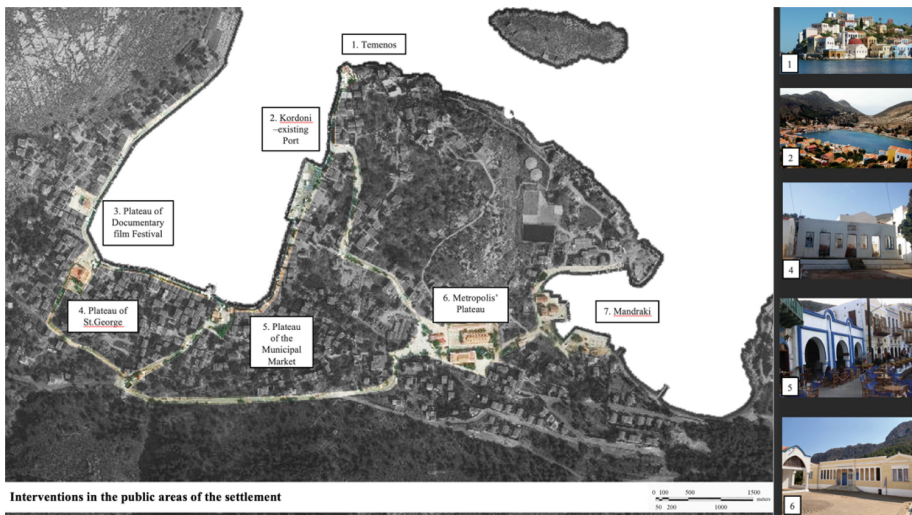 1. Temenos
2. Kordoni
–existing
Port
3. Plateau of
Documentary
film Festival
4. Plateau of
St.George
5. Plateau
of the
Municipal
Market
6. Metropolis’
Plateau
7. Mandraki
Interventions in the public areas of the settlement
0 100 500 1500
meters
50 200 1000
1
2
4
5
6